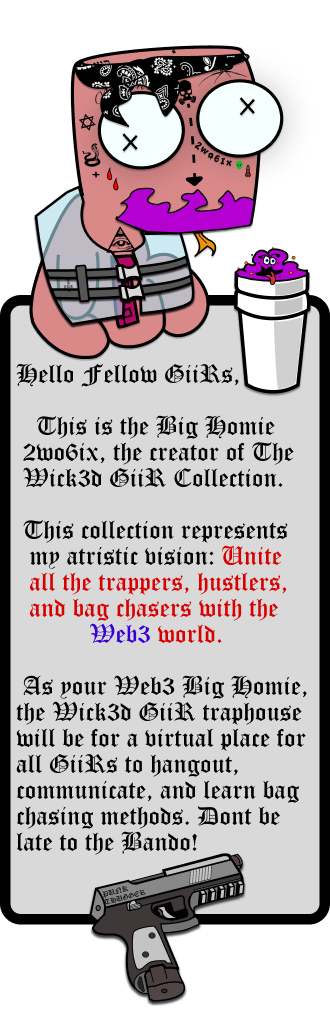 2wo6ix
Hello Fellow GiiRs,
This is the Big Homie
2wo6ix, the creator of The
Wick3d GiiR Collection.
This collection represents
my atristic vision: Unite
all the trappers, hustlers,
and bag chasers with the
Web3 world.
As your Web3 Big Homie,
the Wick3d GiiR traphouse
will be for a virtual place for
all GiiRs to hangout,
communicate, and learn bag
chasing methods. Dont be
late to the Bando!
PUNK
THUGGER